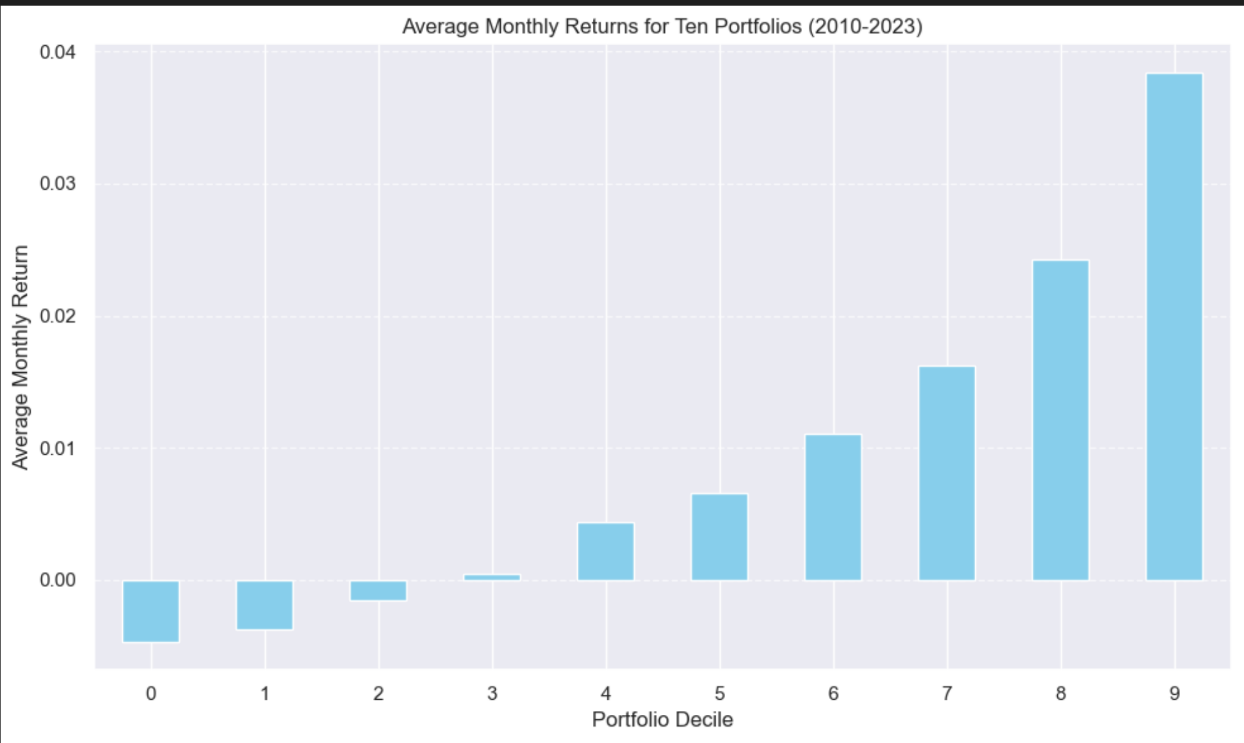 Average Monthly Returns for Ten Portfolios (2010-2023)
0.04
0.03
0.02
0.01
0.00
Average Monthly Return
0 1 2 3 4 5 6 7 8 9
Portfolio Decile